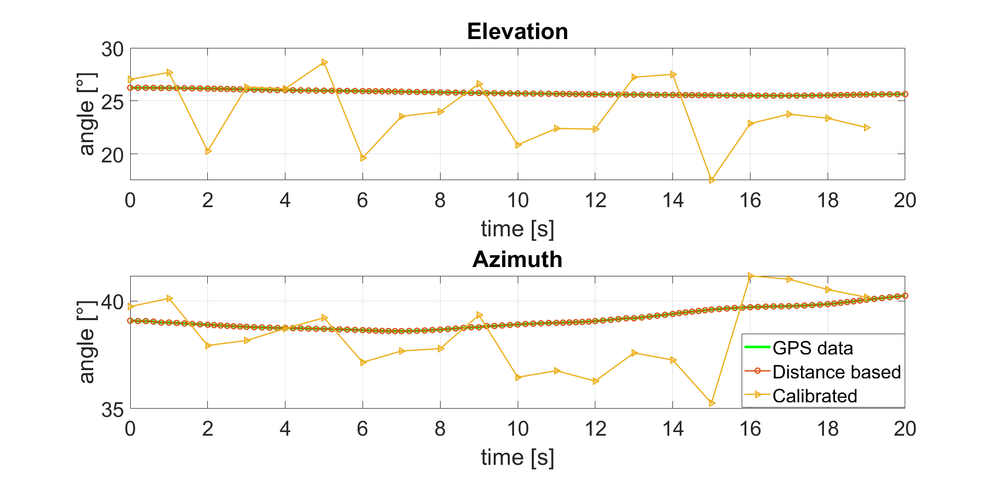 Elevation
30
25
20
angle [°]
0 2 4 6 8 10 12 14 16 18 20
time [s]
Azimuth
40
35
angle [°]
GPS data
Distance based
Calibrated
0 2 4 6 8 10 12 14 16 18 20
time [s]